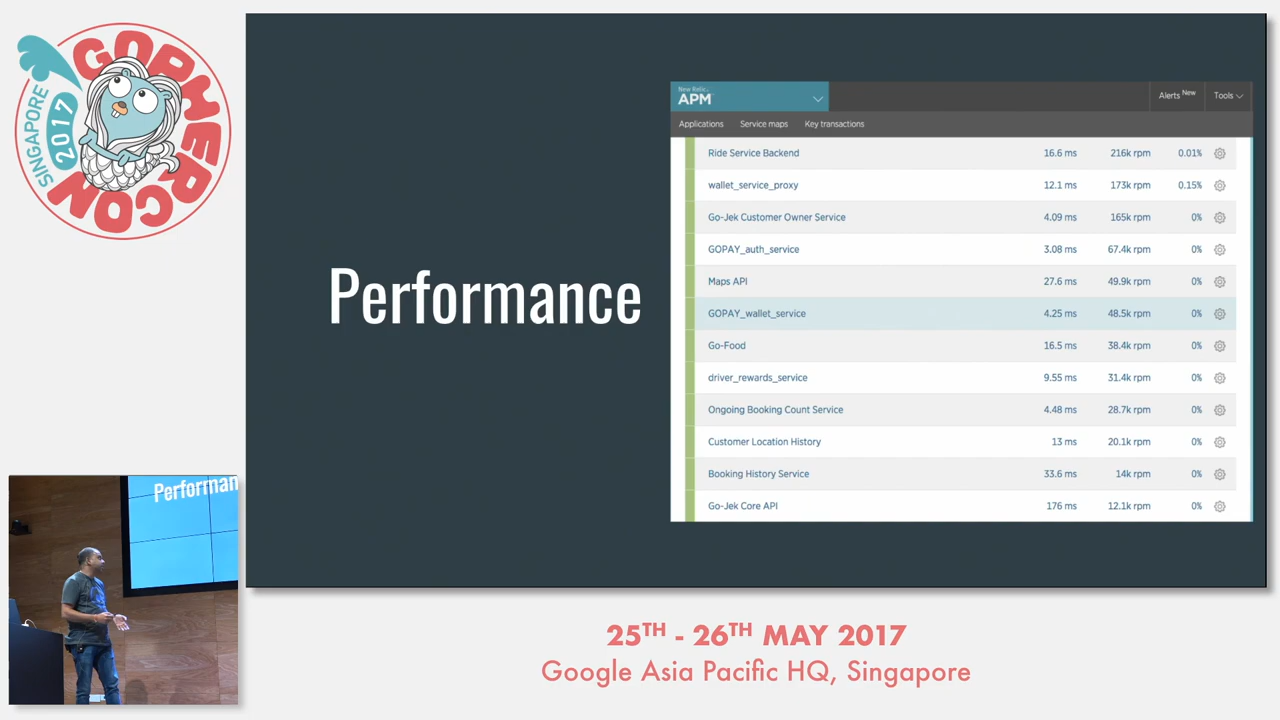 GOPHERCON
SINGAPORE
2017
Performance
New Relic
APM
Alerts New
Tools
Applications Service maps Key transactions
Ride Service Backend 16.6 ms 216k rpm 0.01%
wallet_service_proxy 12.1 ms 173k rpm 0.15%
Go-Jek Customer Owner Service 4.09 ms 165k rpm 0%
GOPAY_auth_service 3.08 ms 67.4k rpm 0%
Maps API 27.6 ms 49.9k rpm 0%
GOPAY_wallet_service 4.25 ms 48.5k rpm 0%
Go-Food 16.5 ms 38.4k rpm 0%
driver_rewards_service 9.55 ms 31.4k rpm 0%
Ongoing Booking Count Service 4.48 ms 28.7k rpm 0%
Customer Location History 13 ms 20.1k rpm 0%
Booking History Service 33.6 ms 14k rpm 0%
Go-Jek Core API 176 ms 12.1k rpm 0%
Performan
25TH - 26TH MAY 2017
Google Asia Pacific HQ, Singapore